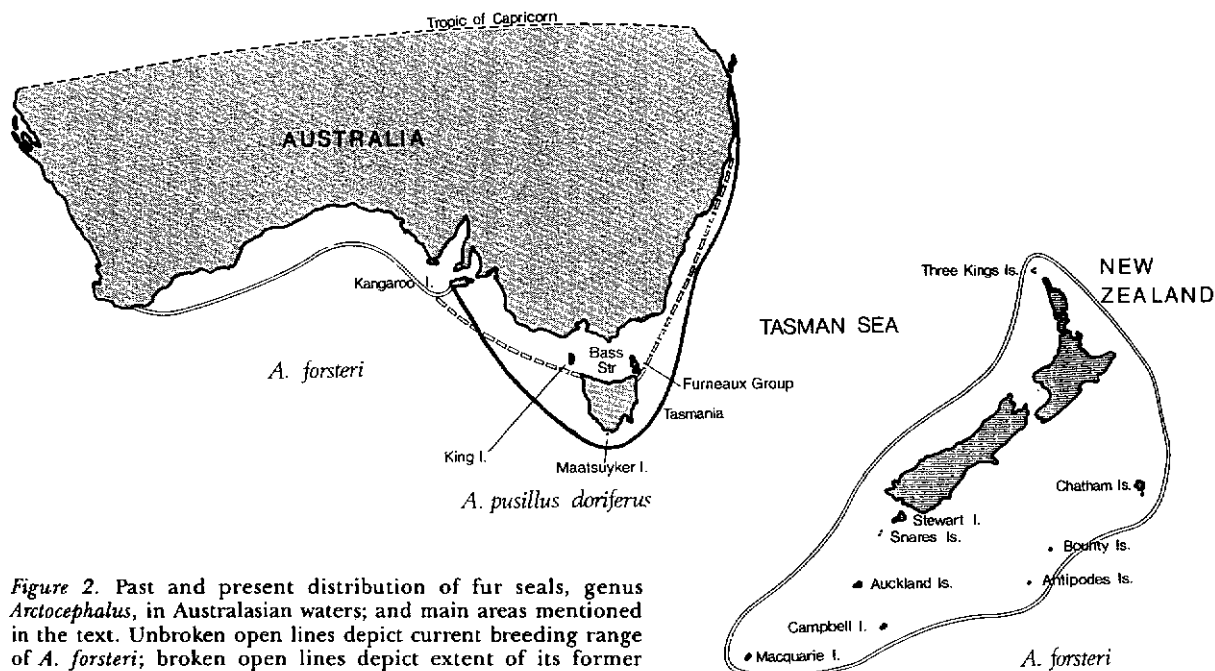 Tropic of Capricorn
AUSTRALIA
Kangaroo I.
A. forsteri
Bass
Str
Furneaux Group
Tasmania
King I.
Maatsuyker I.
A. pusillus doriferus
TASMAN SEA
NEW
ZEALAND
Three Kings Is.
Chatham Is.
Stewart I.
Snares Is.
Bounty Is.
Auckland Is.
Antipodes Is.
Campbell I.
Macquarie I.
A. forsteri
Figure 2. Past and present distribution of fur seals, genus
Arctocephalus, in Australasian waters; and main areas mentioned
in the text. Unbroken open lines depict current breeding range
of A. forsteri; broken open lines depict extent of its former